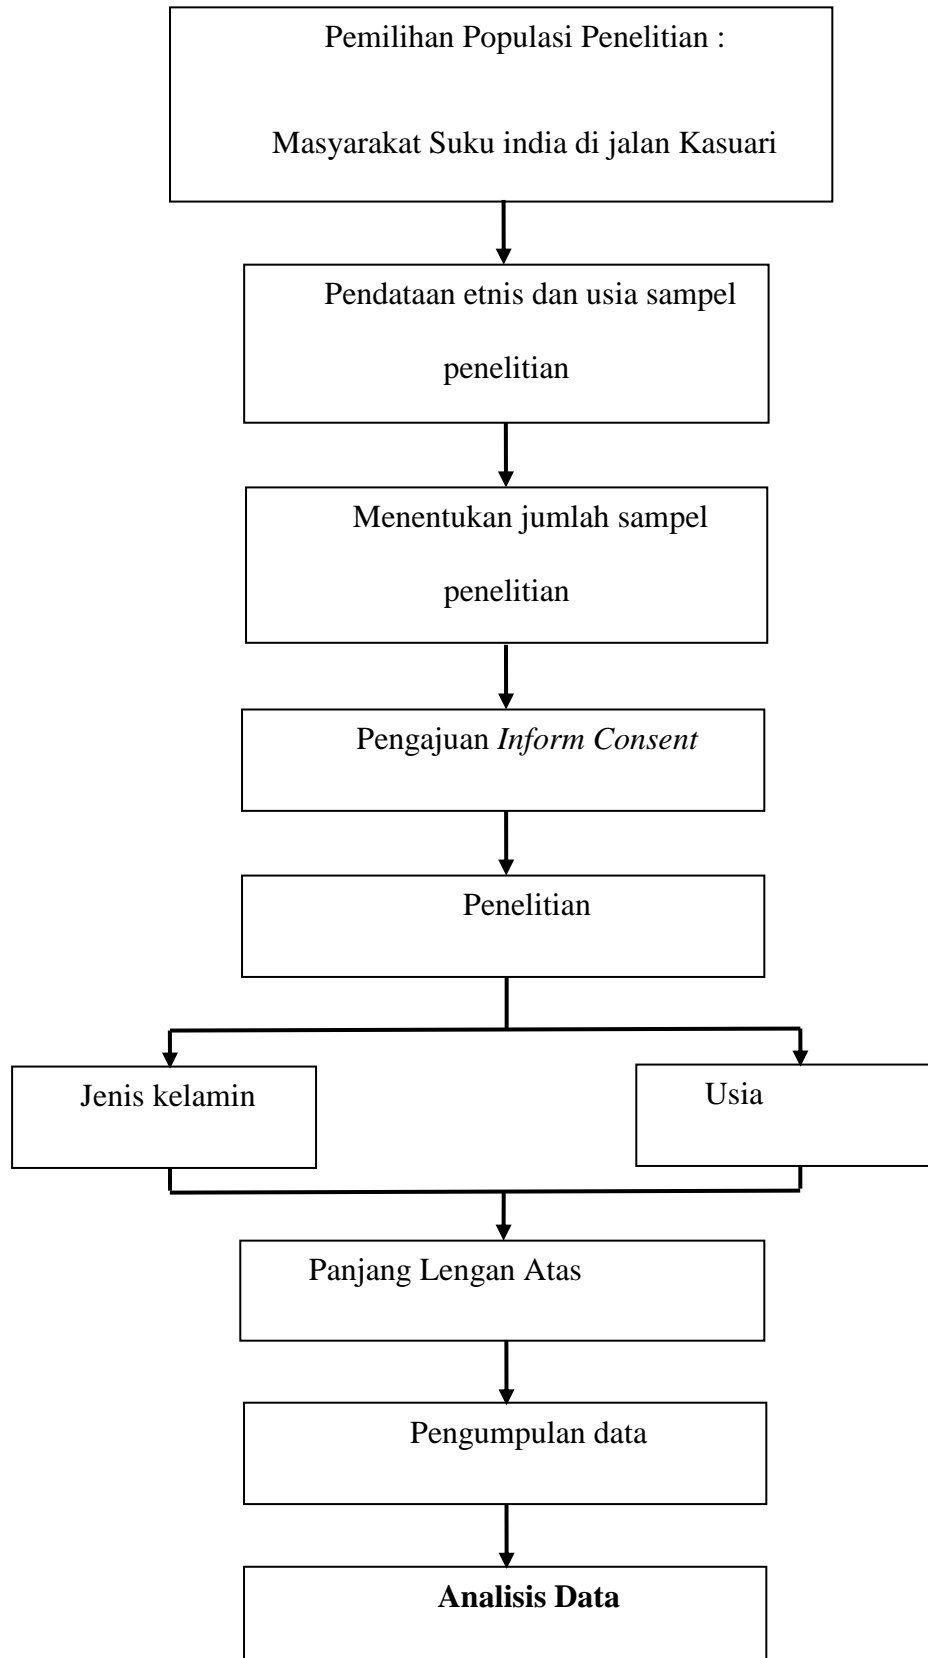 Pemilihan Populasi Penelitian :
Masyarakat Suku india di jalan Kasuari
Pendataan etnis dan usia sampel
penelitian
Menentukan jumlah sampel
penelitian
Pengajuan Inform Consent
Penelitian
Jenis kelamin
Usia
Panjang Lengan Atas
Pengumpulan data
Analisis Data